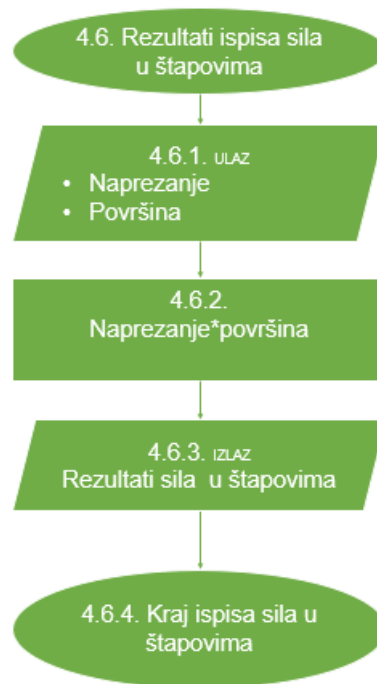 4.6. Rezultati ispisa sila
u štapovima
4.6.1. ULAZ
• Naprezanje
• Površina
4.6.2.
Naprezanje*površina
4.6.3. IZLAZ
Rezultati sila u štapovima
4.6.4. Kraj ispisa sila u
štapovima